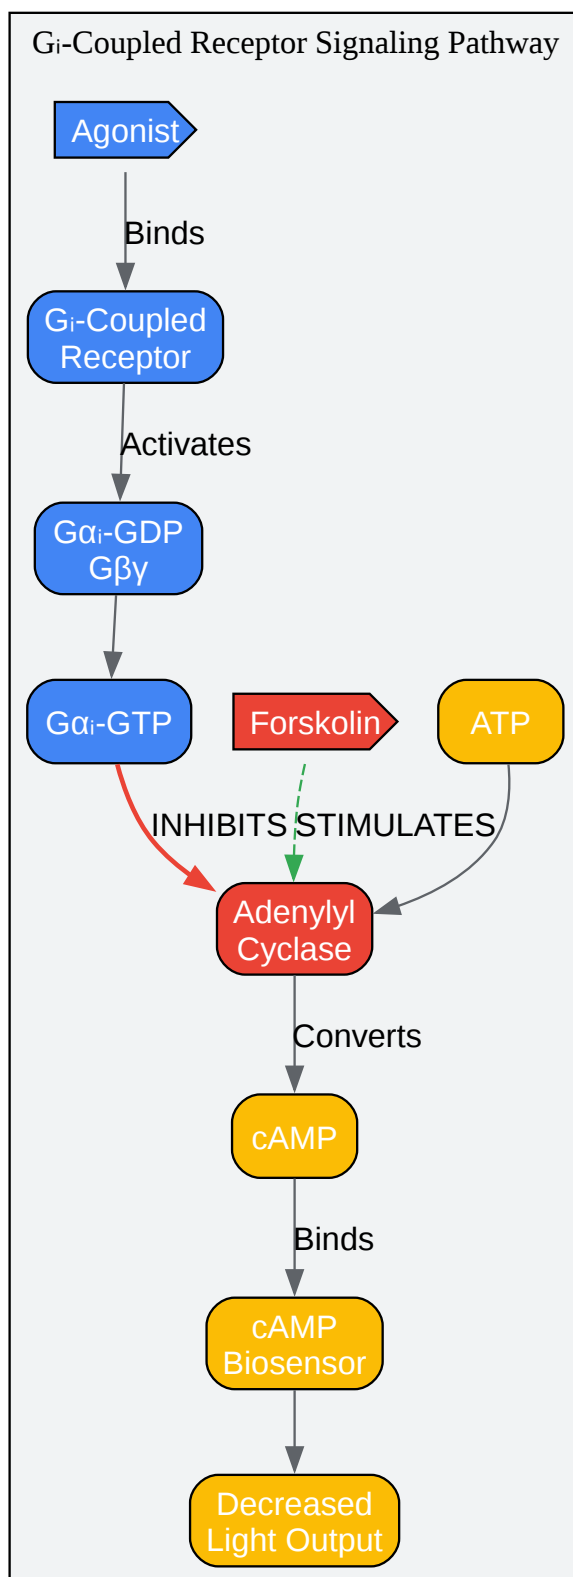 Gᵢ-Coupled Receptor Signaling Pathway
Agonist
Binds
Gᵢ-Coupled
Receptor
Activates
Gαᵢ-GDP
Gβγ
Gαᵢ-GTP
Forskolin
ATP
INHIBITS
STIMULATES
Adenylyl
Cyclase
Converts
cAMP
Binds
cAMP
Biosensor
Decreased
Light Output